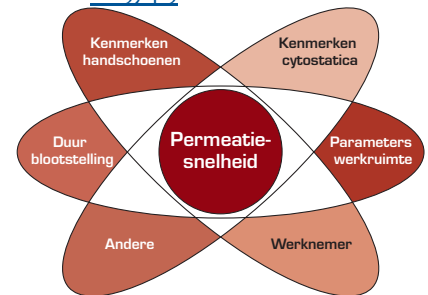 Kenmerken
handschoenen
Kenmerken
cytostatica
Duur
blootstelling
Permeatie-
snelheid
Parameters
werkruimte
Andere
Werknemer